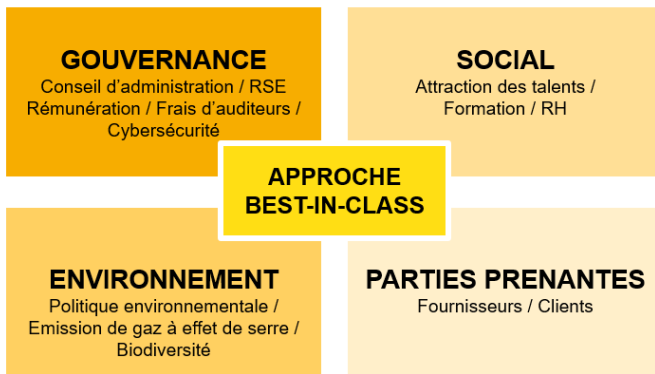 GOUVERNANCE
Conseil d'administration / RSE
Rémunération / Frais d'auditeurs /
Cybersécurité
SOCIAL
Attraction des talents /
Formation / RH
APPROCHE
BEST-IN-CLASS
ENVIRONNEMENT
Politique environnementale /
Emission de gaz à effet de serre /
Biodiversité
PARTIES PRENANTES
Fournisseurs / Clients